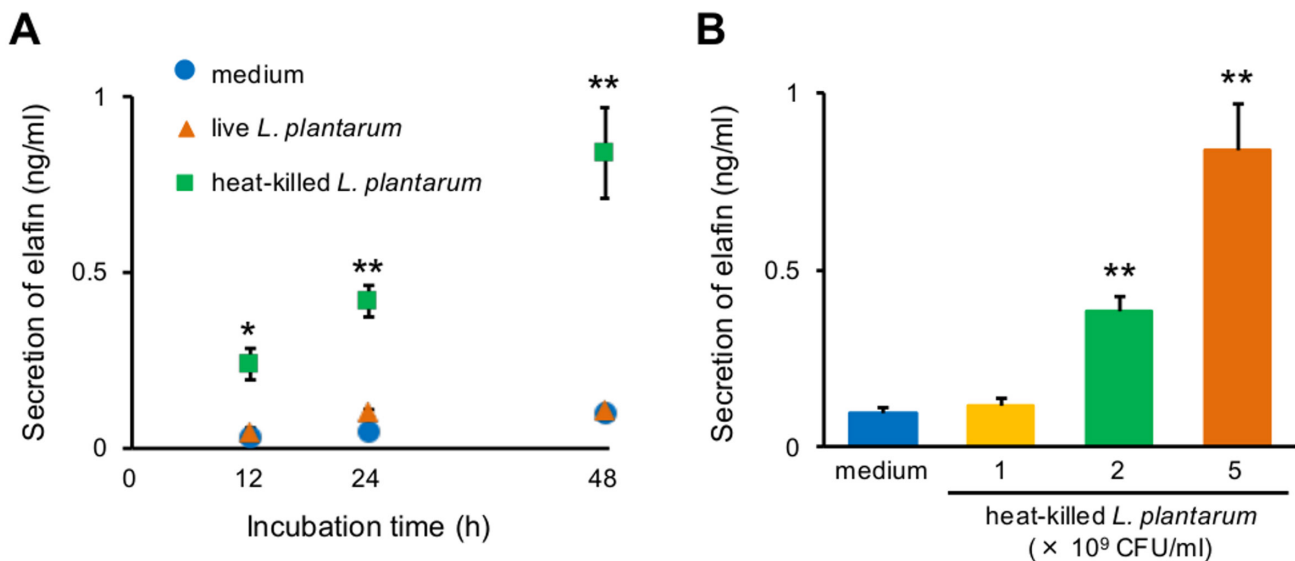 A
medium
live L. plantarum
heat-killed L. plantarum
Secretion of elafin (ng/ml)
1
0.5
0
*
**
**
0
12
24
48
Incubation time (h)
B
Secretion of elafin (ng/ml)
1
0.5
0
**
**
medium
1
2
5
heat-killed L. plantarum
(× 10⁹ CFU/ml)